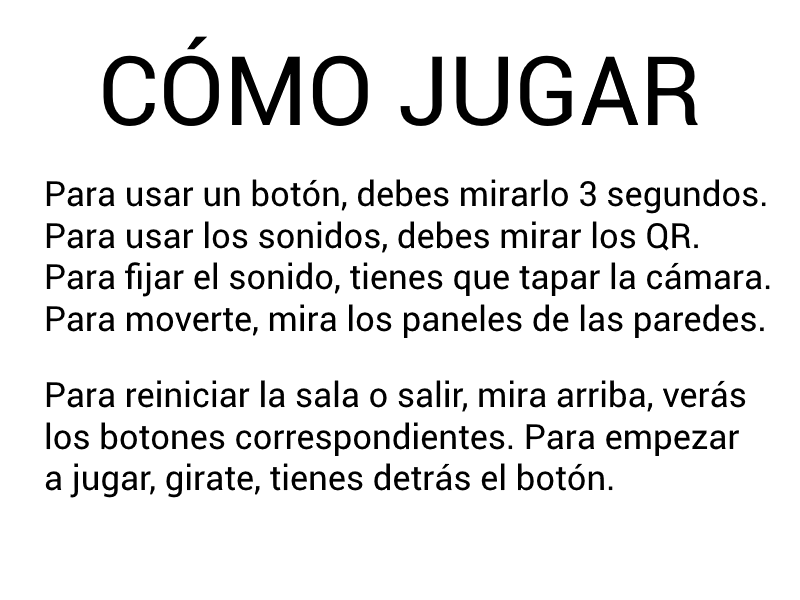 CÓMO JUGAR
Para usar un botón, debes mirarlo 3 segundos.
Para usar los sonidos, debes mirar los QR.
Para fijar el sonido, tienes que tapar la cámara.
Para moverte, mira los paneles de las paredes.
Para reiniciar la sala o salir, mira arriba, verás
los botones correspondientes. Para empezar
a jugar, girate, tienes detrás el botón.